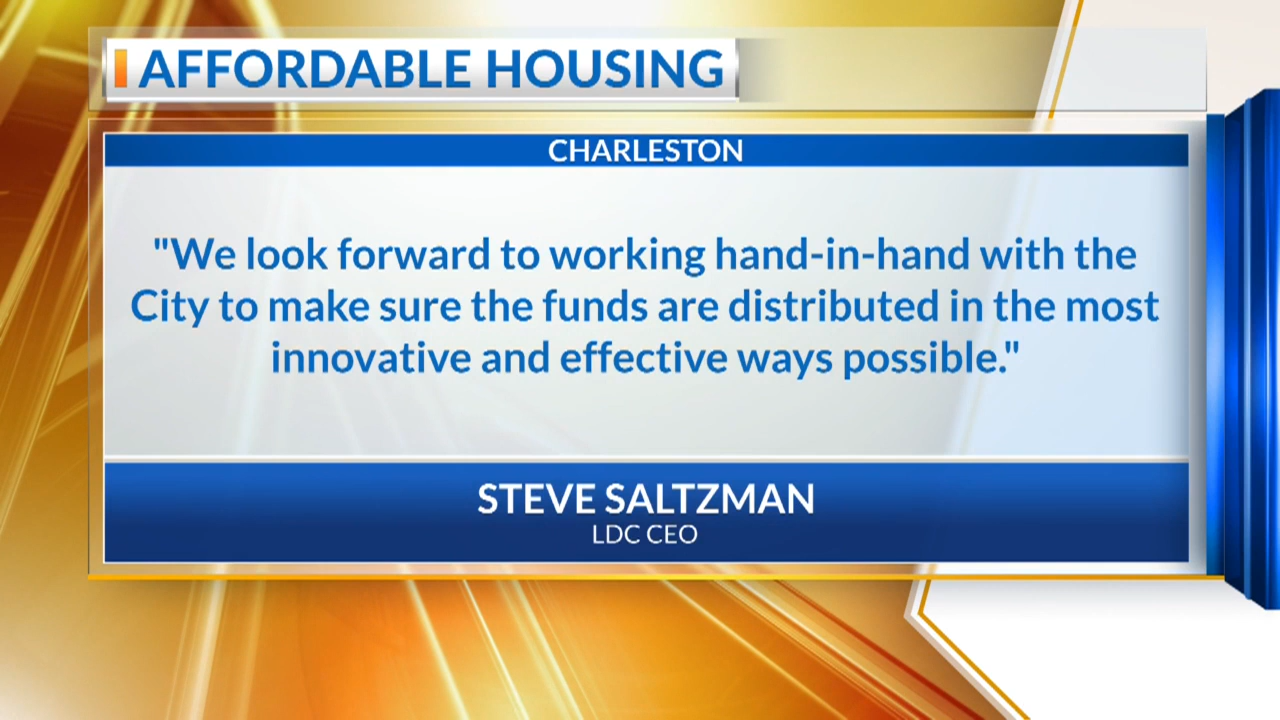 AFFORDABLE HOUSING
CHARLESTON
"We look forward to working hand-in-hand with the
City to make sure the funds are distributed in the most
innovative and effective ways possible."
STEVE SALTZMAN
LDC CEO